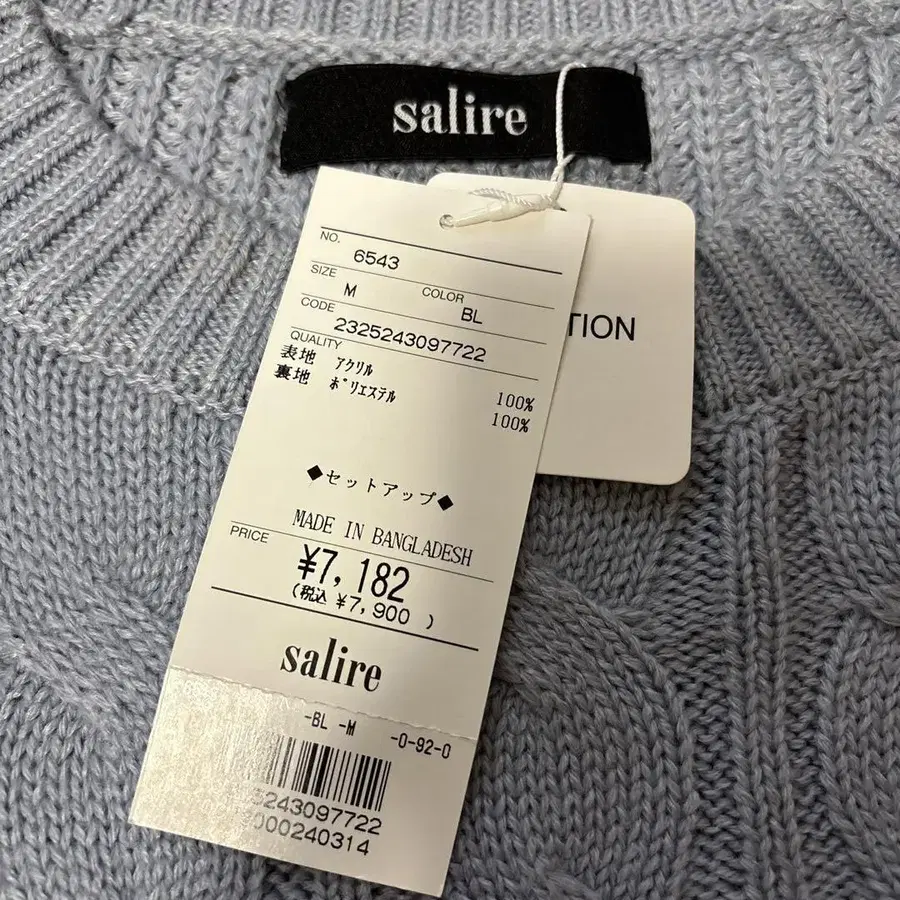 salire
NO. 6543
SIZE M COLOR BL
CODE 2325243097722
QUALITY
表地 アクリル 100%
裏地 ポリエステル 100%
◆セットアップ◆
MADE IN BANGLADESH
PRICE ¥7,182
(税込 ¥7,900 )
salire
-BL -M -0-92-0
5243097722
000240314
TION